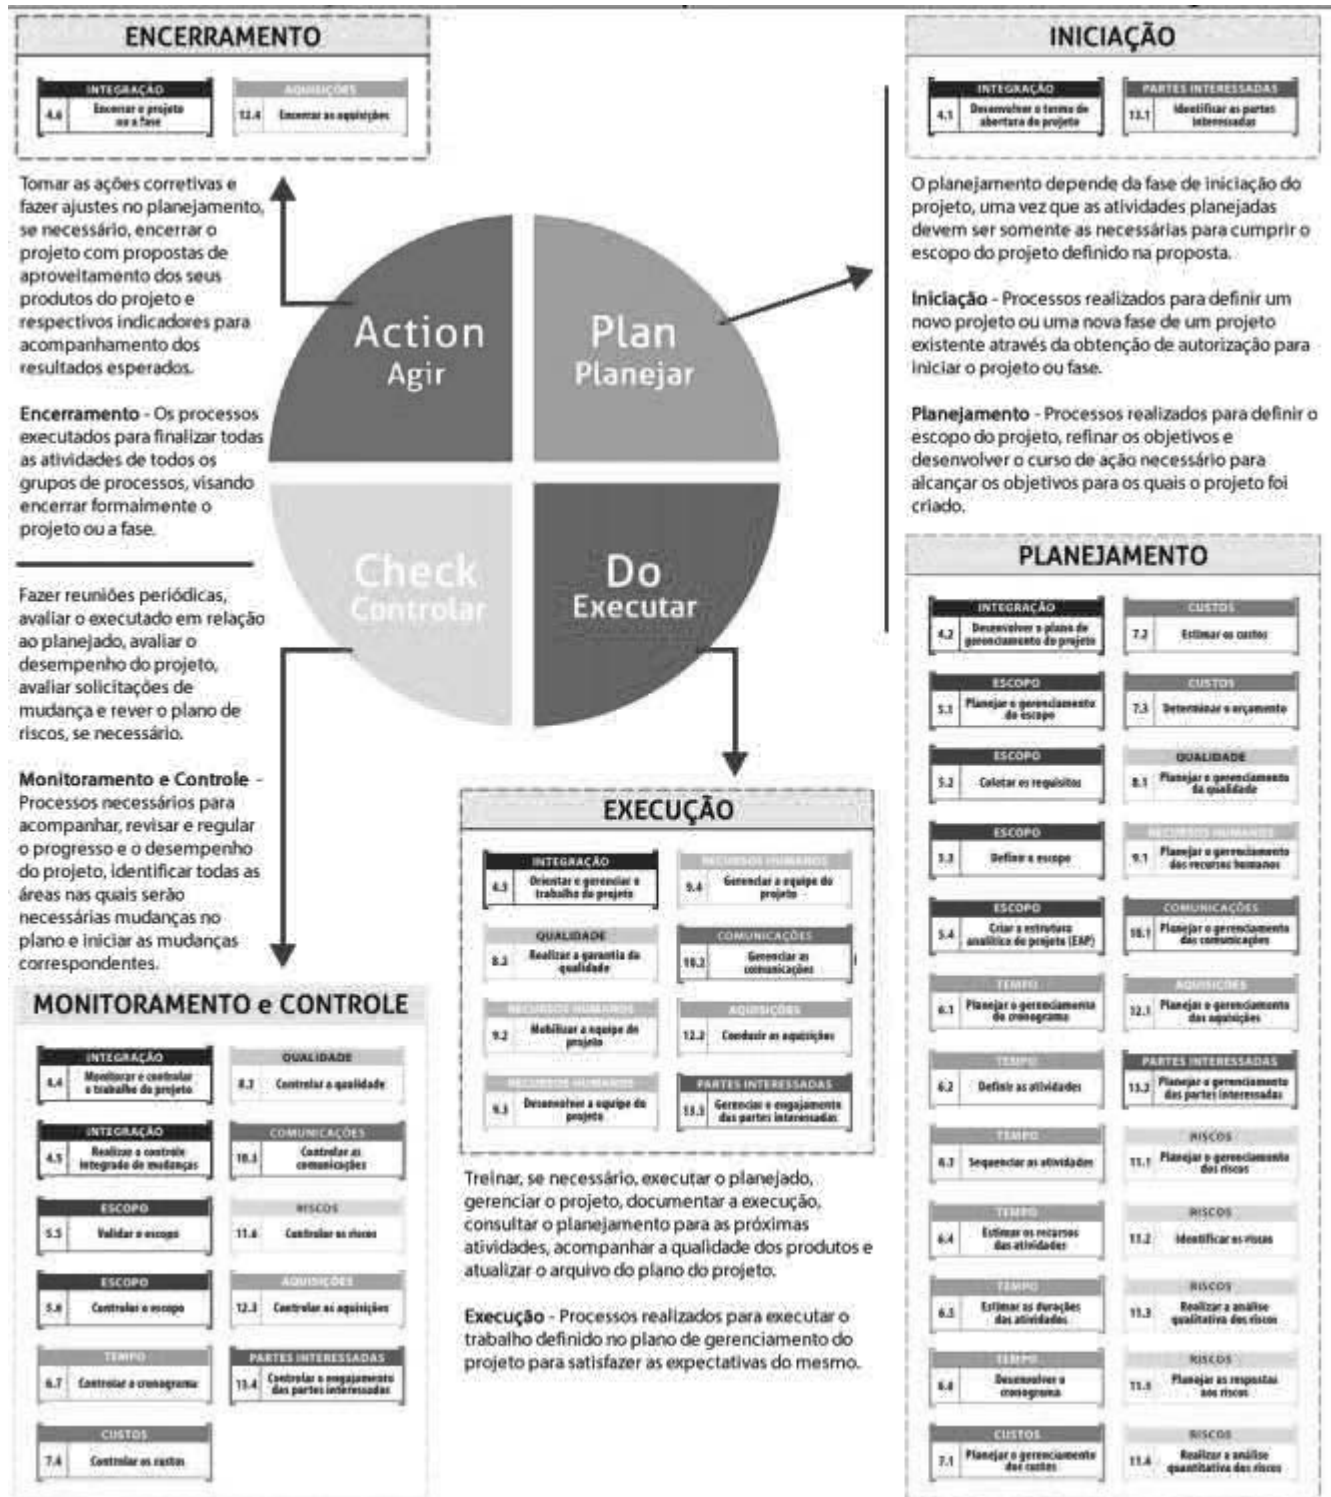 ENCERRAMENTO
INTEGRAÇÃO
4.6 Encerrar o projeto
ou a fase
AQUISIÇÕES
12.4 Encerrar as aquisições
Tomar as ações corretivas e
fazer ajustes no planejamento,
se necessário, encerrar o
projeto com propostas de
aproveitamento dos seus
produtos do projeto e
respectivos indicadores para
acompanhamento dos
resultados esperados.
Encerramento - Os processos
executados para finalizar todas
as atividades de todos os
grupos de processos, visando
encerrar formalmente o
projeto ou a fase.
Action
Agir
Plan
Planejar
Check
Controlar
Do
Executar
INICIAÇÃO
INTEGRAÇÃO
4.1 Desenvolver o termo de
abertura do projeto
PARTES INTERESSADAS
13.1 Identificar as partes
interessadas
O planejamento depende da fase de iniciação do
projeto, uma vez que as atividades planejadas
devem ser somente as necessárias para cumprir o
escopo do projeto definido na proposta.
Iniciação - Processos realizados para definir um
novo projeto ou uma nova fase de um projeto
existente através da obtenção de autorização para
iniciar o projeto ou fase.
Planejamento - Processos realizados para definir o
escopo do projeto, refinar os objetivos e
desenvolver o curso de ação necessário para
alcançar os objetivos para os quais o projeto foi
criado.
PLANEJAMENTO
INTEGRAÇÃO
4.2 Desenvolver o plano de
gerenciamento do projeto
CUSTOS
7.2 Estimar os custos
ESCOPO
5.1 Planejar o gerenciamento
do escopo
CUSTOS
7.3 Determinar o orçamento
ESCOPO
5.2 Coletar os requisitos
QUALIDADE
8.1 Planejar o gerenciamento
da qualidade
ESCOPO
5.3 Definir o escopo
RECURSOS HUMANOS
9.1 Planejar o gerenciamento
dos recursos humanos
ESCOPO
5.4 Criar a estrutura
analítica do projeto (EAP)
COMUNICAÇÕES
10.1 Planejar o gerenciamento
das comunicações
TEMPO
6.1 Planejar o gerenciamento
do cronograma
AQUISIÇÕES
12.1 Planejar o gerenciamento
das aquisições
TEMPO
6.2 Definir as atividades
PARTES INTERESSADAS
13.2 Planejar o gerenciamento
das partes interessadas
TEMPO
6.3 Sequenciar as atividades
RISCOS
11.1 Planejar o gerenciamento
dos riscos
TEMPO
6.4 Estimar os recursos
das atividades
RISCOS
11.2 Identificar os riscos
TEMPO
6.5 Estimar as durações
das atividades
RISCOS
11.3 Realizar a análise
qualitativa dos riscos
TEMPO
6.6 Desenvolver o
cronograma
RISCOS
11.5 Planejar as respostas
aos riscos
CUSTOS
7.1 Planejar o gerenciamento
dos custos
RISCOS
11.4 Realizar a análise
quantitativa dos riscos
Fazer reuniões periódicas,
avaliar o executado em relação
ao planejado, avaliar o
desempenho do projeto,
avaliar solicitações de
mudança e rever o plano de
riscos, se necessário.
Monitoramento e Controle -
Processos necessários para
acompanhar, revisar e regular
o progresso e o desempenho
do projeto, identificar todas as
áreas nas quais serão
necessárias mudanças no
plano e iniciar as mudanças
correspondentes.
MONITORAMENTO e CONTROLE
INTEGRAÇÃO
4.4 Monitorar e controlar
o trabalho do projeto
QUALIDADE
8.3 Controlar a qualidade
INTEGRAÇÃO
4.5 Realizar o controle
integrado de mudanças
COMUNICAÇÕES
10.3 Controlar as
comunicações
ESCOPO
5.5 Validar o escopo
RISCOS
11.6 Controlar os riscos
ESCOPO
5.6 Controlar o escopo
AQUISIÇÕES
12.3 Controlar as aquisições
TEMPO
6.7 Controlar o cronograma
PARTES INTERESSADAS
13.4 Controlar o engajamento
das partes interessadas
CUSTOS
7.4 Controlar os custos
EXECUÇÃO
INTEGRAÇÃO
4.3 Orientar e gerenciar o
trabalho do projeto
RECURSOS HUMANOS
9.4 Gerenciar a equipe do
projeto
QUALIDADE
8.2 Realizar a garantia da
qualidade
COMUNICAÇÕES
10.2 Gerenciar as
comunicações
RECURSOS HUMANOS
9.2 Mobilizar a equipe do
projeto
AQUISIÇÕES
12.2 Conduzir as aquisições
RECURSOS HUMANOS
9.3 Desenvolver a equipe do
projeto
PARTES INTERESSADAS
13.3 Gerenciar o engajamento
das partes interessadas
Treinar, se necessário, executar o planejado,
gerenciar o projeto, documentar a execução,
consultar o planejamento para as próximas
atividades, acompanhar a qualidade dos produtos e
atualizar o arquivo do plano do projeto.
Execução - Processos realizados para executar o
trabalho definido no plano de gerenciamento do
projeto para satisfazer as expectativas do mesmo.